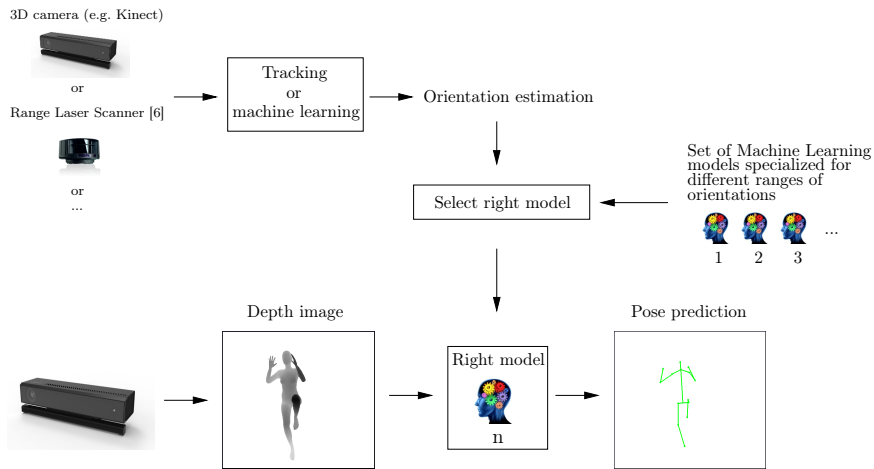 3D camera (e.g. Kinect)
or
Range Laser Scanner [6]
or
...
Tracking
or
machine learning
Orientation estimation
Set of Machine Learning
models specialized for
different ranges of
orientations
...
1 2 3
Select right model
Depth image
Right model
n
Pose prediction